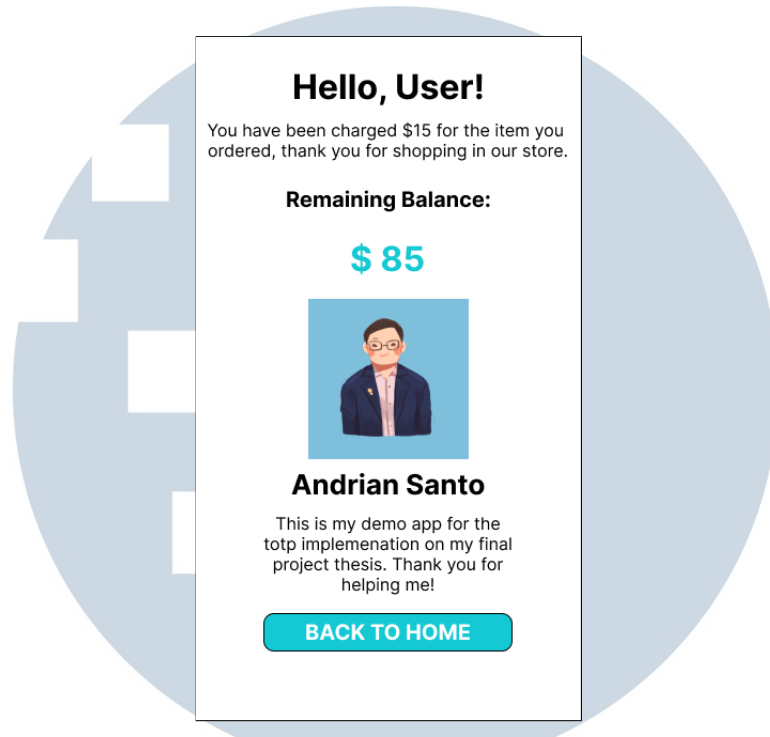 Hello, User!
You have been charged $15 for the item you
ordered, thank you for shopping in our store.
Remaining Balance:
$ 85
Andrian Santo
This is my demo app for the
totp implemenation on my final
project thesis. Thank you for
helping me!
BACK TO HOME